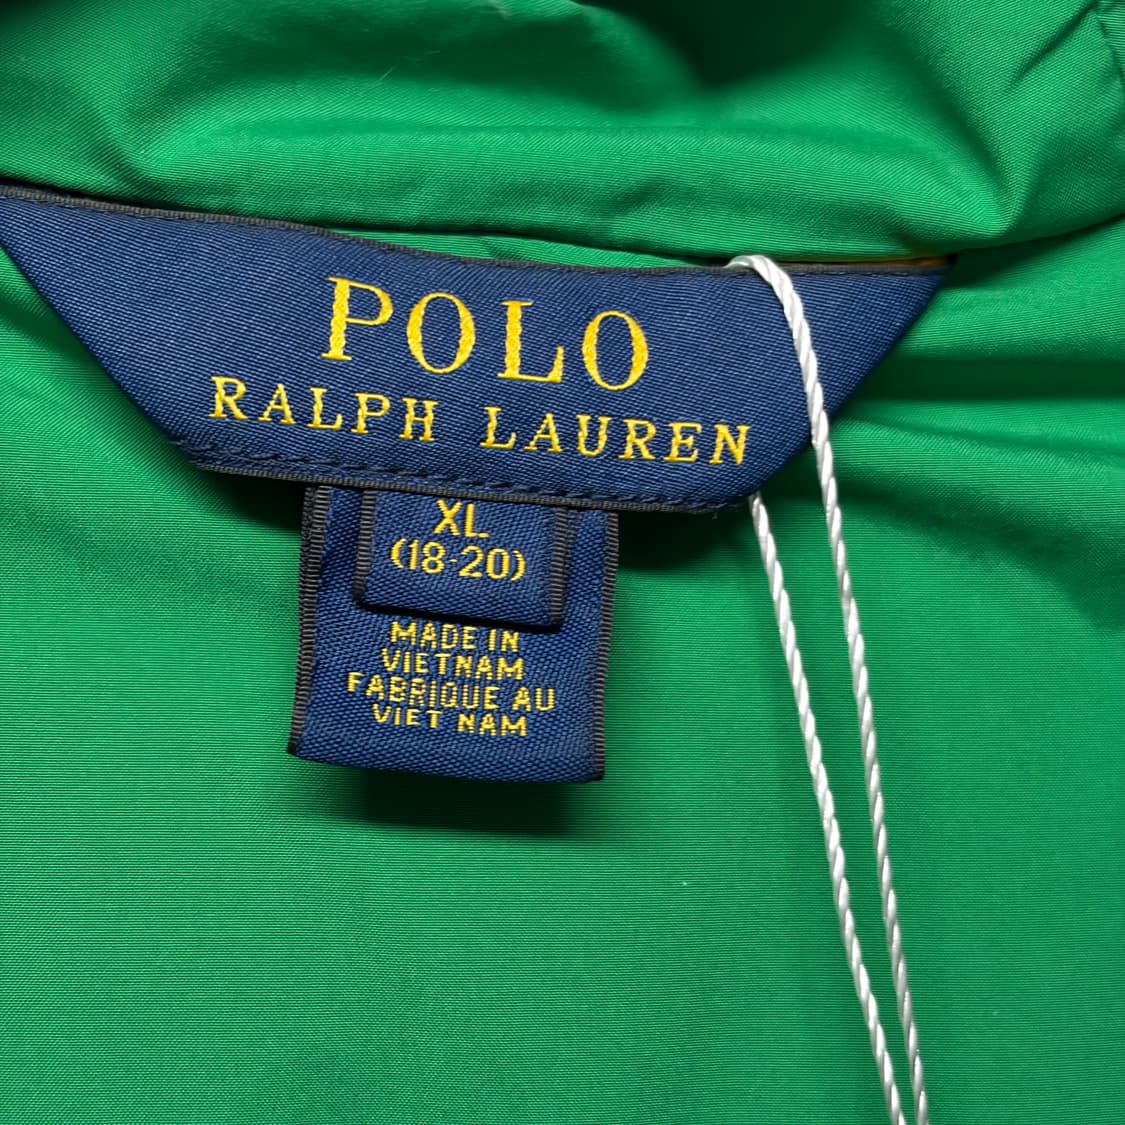 POLO
RALPH LAUREN
XL
(18-20)
MADE IN
VIETNAM
FABRIQUE AU
VIET NAM